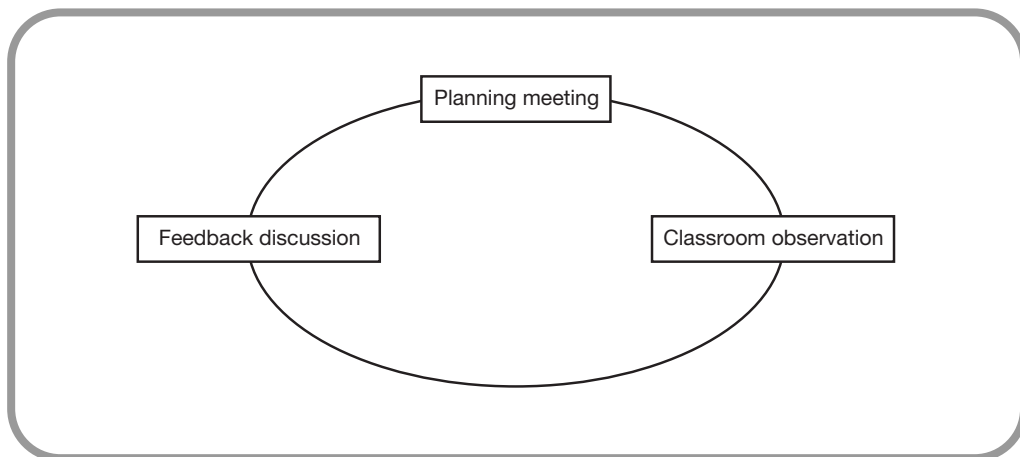 Planning meeting
Feedback discussion
Classroom observation